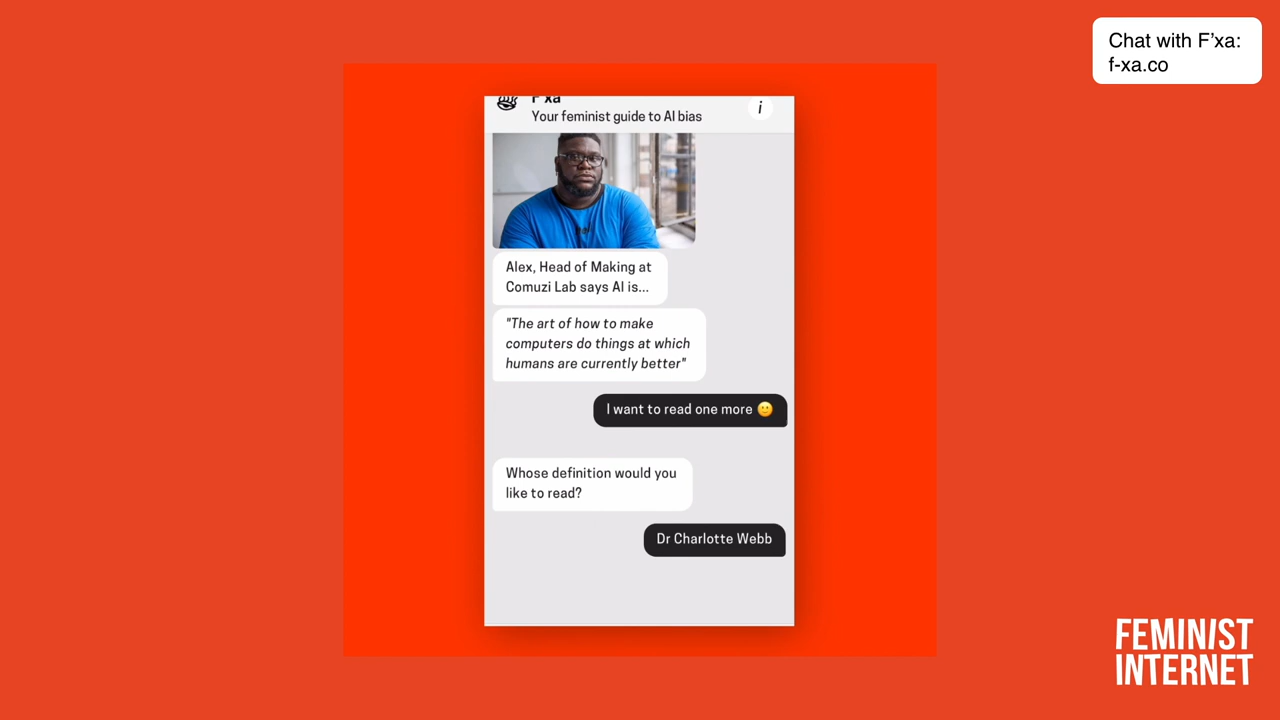 Chat with F’xa:
f-xa.co
F'xa
Your feminist guide to AI bias
i
Alex, Head of Making at
Comuzi Lab says AI is...
"The art of how to make
computers do things at which
humans are currently better"
I want to read one more 🙂
Whose definition would you
like to read?
Dr Charlotte Webb
FEMINIST
INTERNET